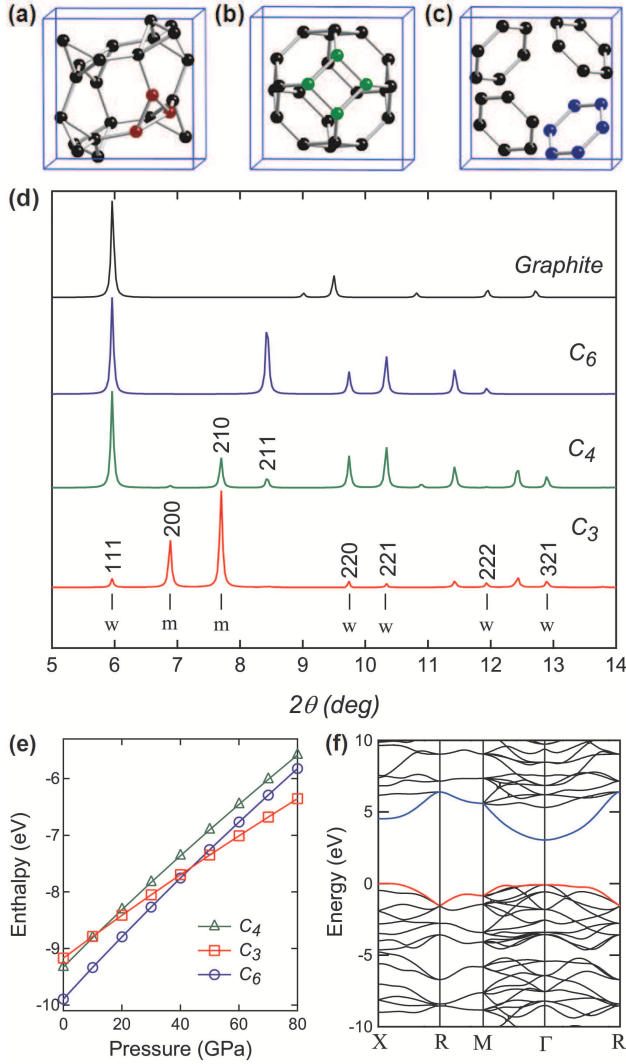 (a)
(b)
(c)
(d)
Graphite
C6
C4
C3
111
200
210
211
220
221
222
321
w
m
m
w
w
w
w
5 6 7 8 9 10 11 12 13 14
2θ (deg)
(e)
Enthalpy (eV)
-6
-7
-8
-9
-10
C4
C3
C6
0 20 40 60 80
Pressure (GPa)
(f)
Energy (eV)
10
5
0
-5
-10
X R M Γ R